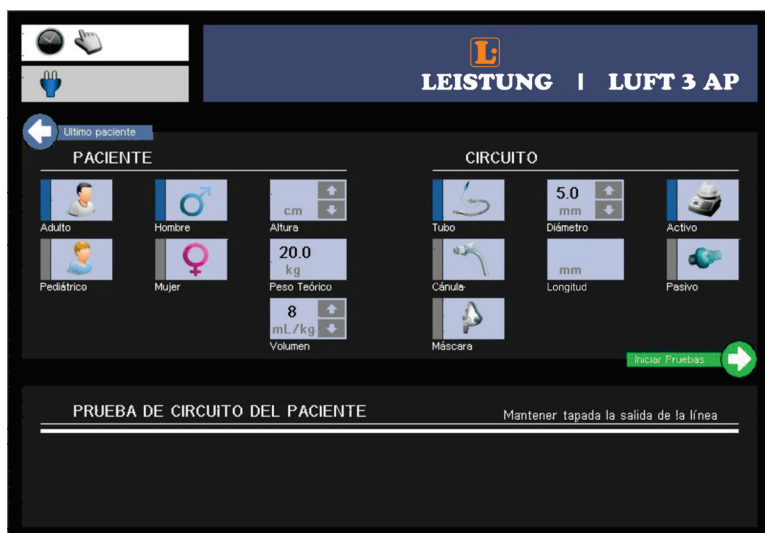 L:
LEISTUNG | LUFT 3 AP
Ultimo paciente
PACIENTE
CIRCUITO
cm
5.0
mm
Adulto
Hombre
Altura
Tubo
Diámetro
Activo
20.0
kg
mm
Pediátrico
Mujer
Peso Teórico
Cánula
Longitud
Pasivo
8
mL/kg
Volumen
Máscara
Iniciar Pruebas
PRUEBA DE CIRCUITO DEL PACIENTE
Mantener tapada la salida de la línea